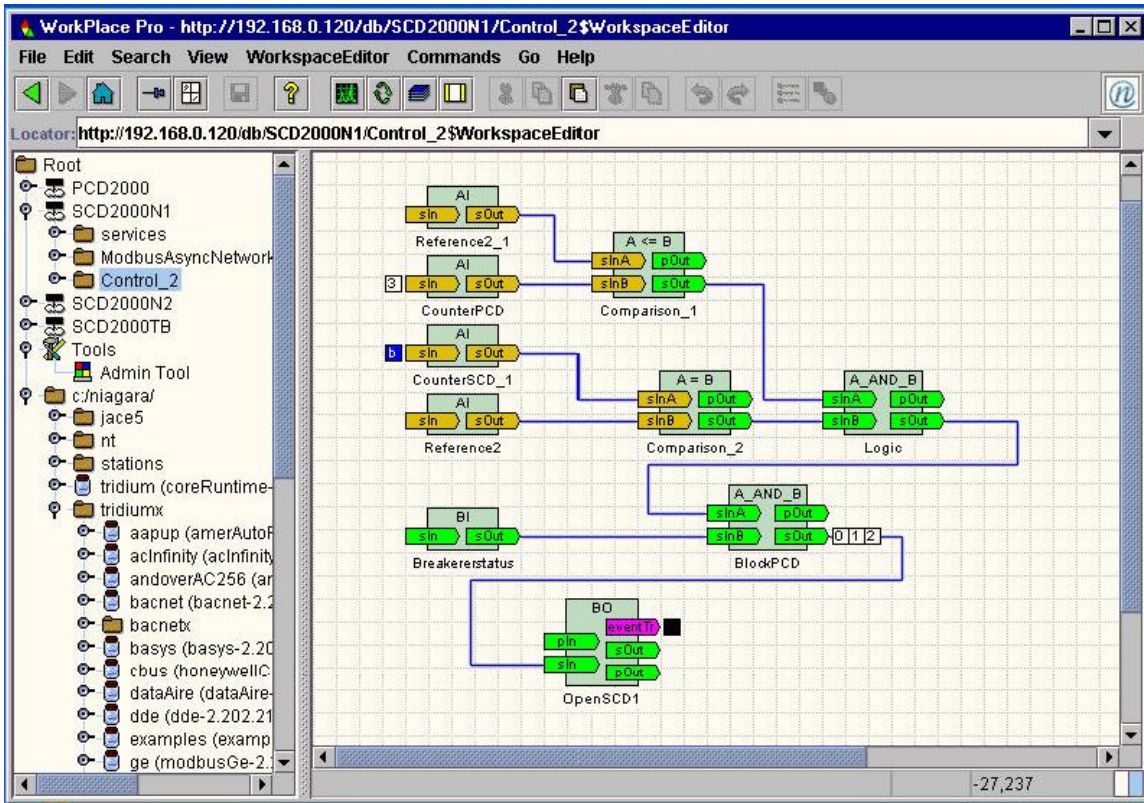 WorkPlace Pro - http://192.168.0.120/db/SCD2000N1/Control_2$WorkspaceEditor
File Edit Search View WorkspaceEditor Commands Go Help
Locator: http://192.168.0.120/db/SCD2000N1/Control_2$WorkspaceEditor
Root
PCD2000
SCD2000N1
services
ModbusAsyncNetwork
Control_2
SCD2000N2
SCD2000TB
Tools
Admin Tool
c:/niagara/
jace5
nt
stations
tridium (coreRuntime-
tridiumx
aapup (amerAutoF
acInfinity (acInfinity
andoverAC256 (ar
bacnet (bacnet-2.2
bacnetx
basys (basys-2.20
cbus (honeywellC
dataAire (dataAire-
dde (dde-2.202.21
examples (examp
ge (modbusGe-2.
AI
sIn sOut
Reference2_1
A <= B
sInA pOut
sInB sOut
Comparison_1
AI
3 sIn sOut
CounterPCD
AI
b sIn sOut
CounterSCD_1
A = B
sInA pOut
sInB sOut
Comparison_2
A_AND_B
sInA pOut
sInB sOut
Logic
AI
sIn sOut
Reference2
A_AND_B
sInA pOut
sInB sOut 0 1 2
BlockPCD
BI
sIn sOut
Breakererstatus
BO
eventTr
pIn
sOut
sIn
pOut
OpenSCD1
-27,237